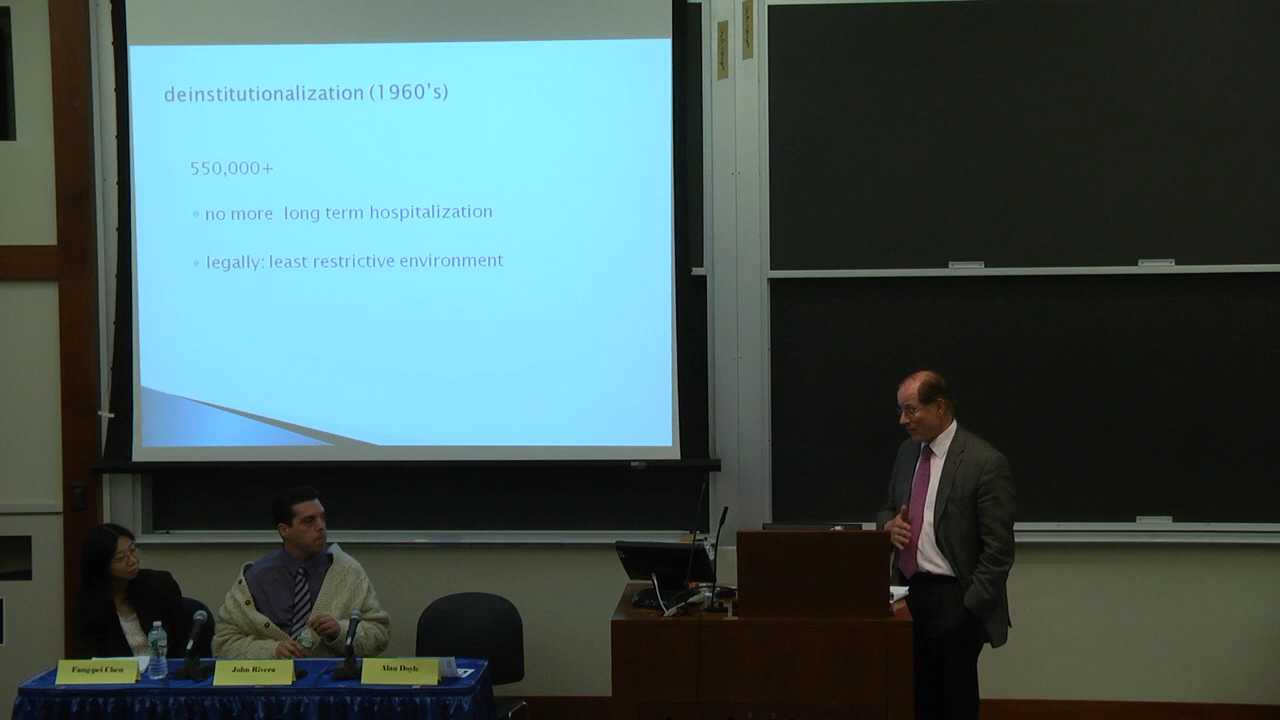 deinstitutionalization (1960's)
550,000+
no more long term hospitalization
legally: least restrictive environment
Fang-pei Chen
John Rivera
Alan Doyle